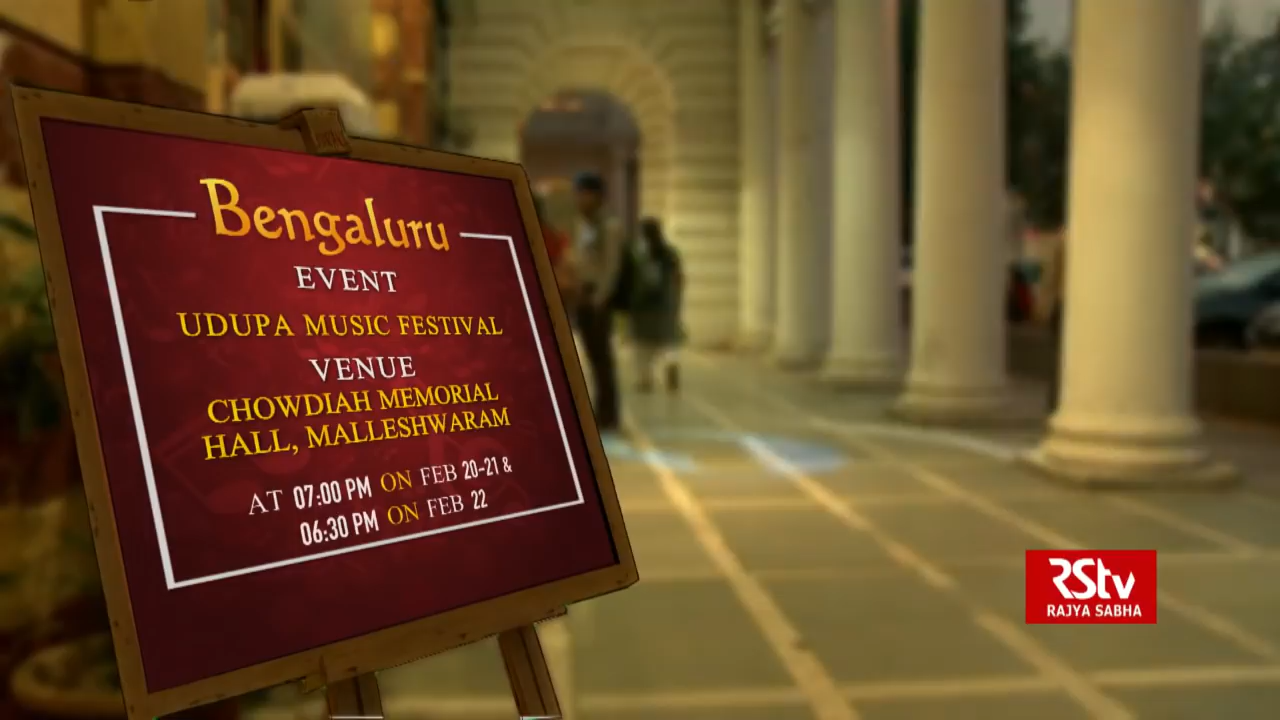 Bengaluru
EVENT
UDUPA MUSIC FESTIVAL
VENUE
CHOWDIAH MEMORIAL
HALL, MALLESHWARAM
AT 07:00 PM ON FEB 20-21 &
06:30 PM ON FEB 22
RStv
RAJYA SABHA